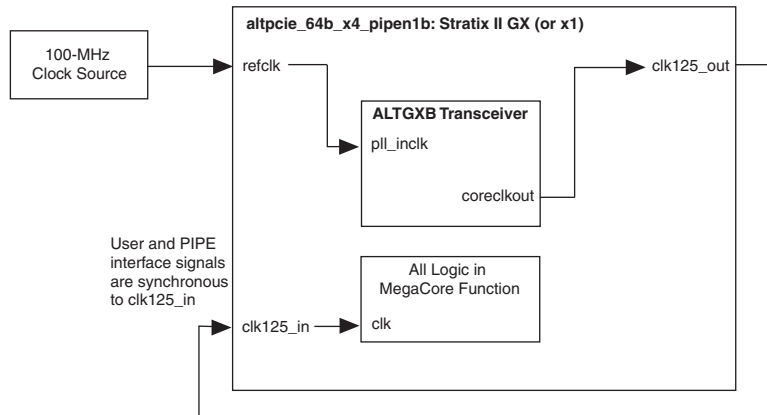 altpcie_64b_x4_pipen1b: Stratix II GX (or x1)
100-MHz
Clock Source
refclk
clk125_out
ALTGXB Transceiver
pll_inclk
coreclkout
User and PIPE
interface signals
are synchronous
to clk125_in
All Logic in
MegaCore Function
clk125_in
clk